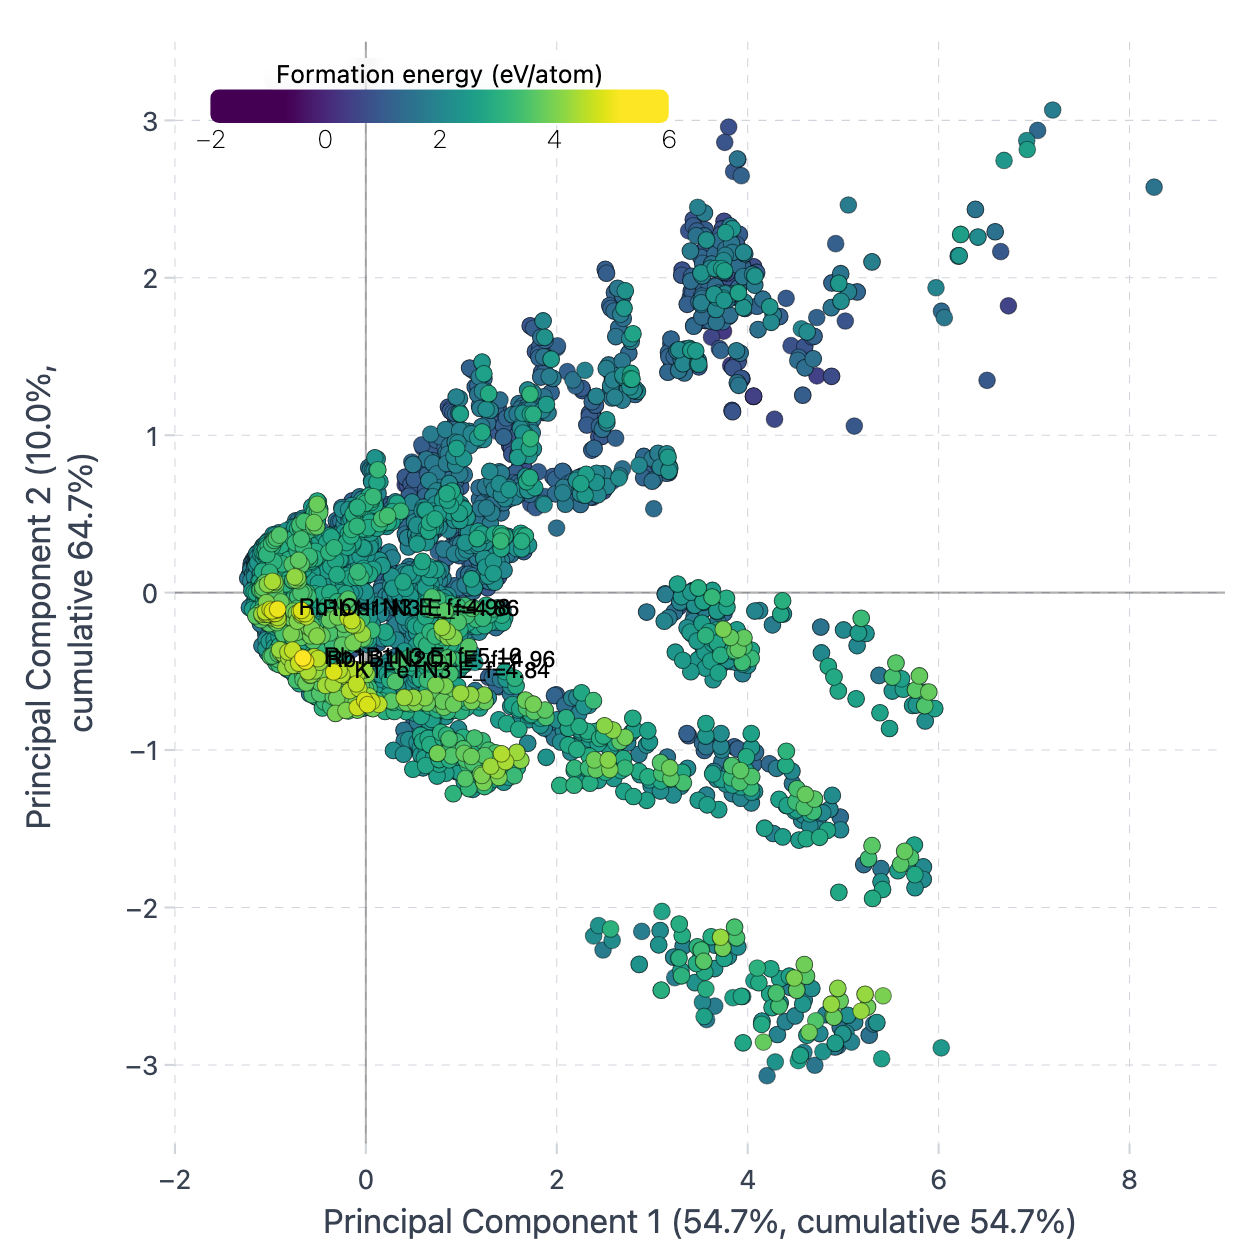 Formation energy (eV/atom)
−2 0 2 4 6
3
2
1
0
−1
−2
−3
K1Fe1N3 E_f=4.84
−2 0 2 4 6 8
Principal Component 1 (54.7%, cumulative 54.7%)
Principal Component 2 (10.0%,
cumulative 64.7%)